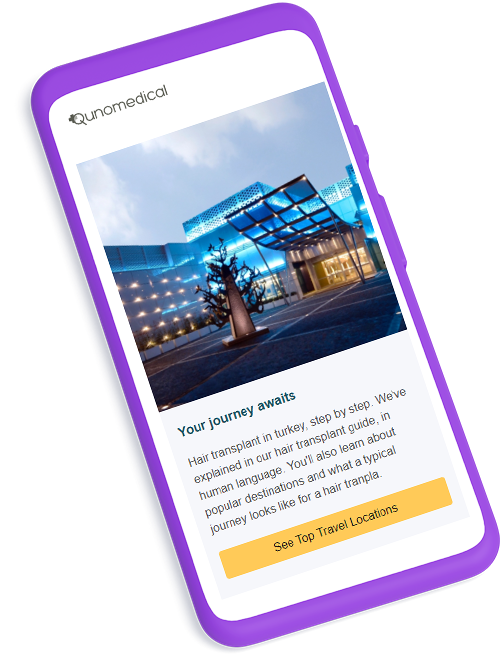 Qunomedical
Your journey awaits
Hair transplant in turkey, step by step. We've
explained in our hair transplant guide, in
human language. You'll also learn about
popular destinations and what a typical
journey looks like for a hair tranpla.
See Top Travel Locations